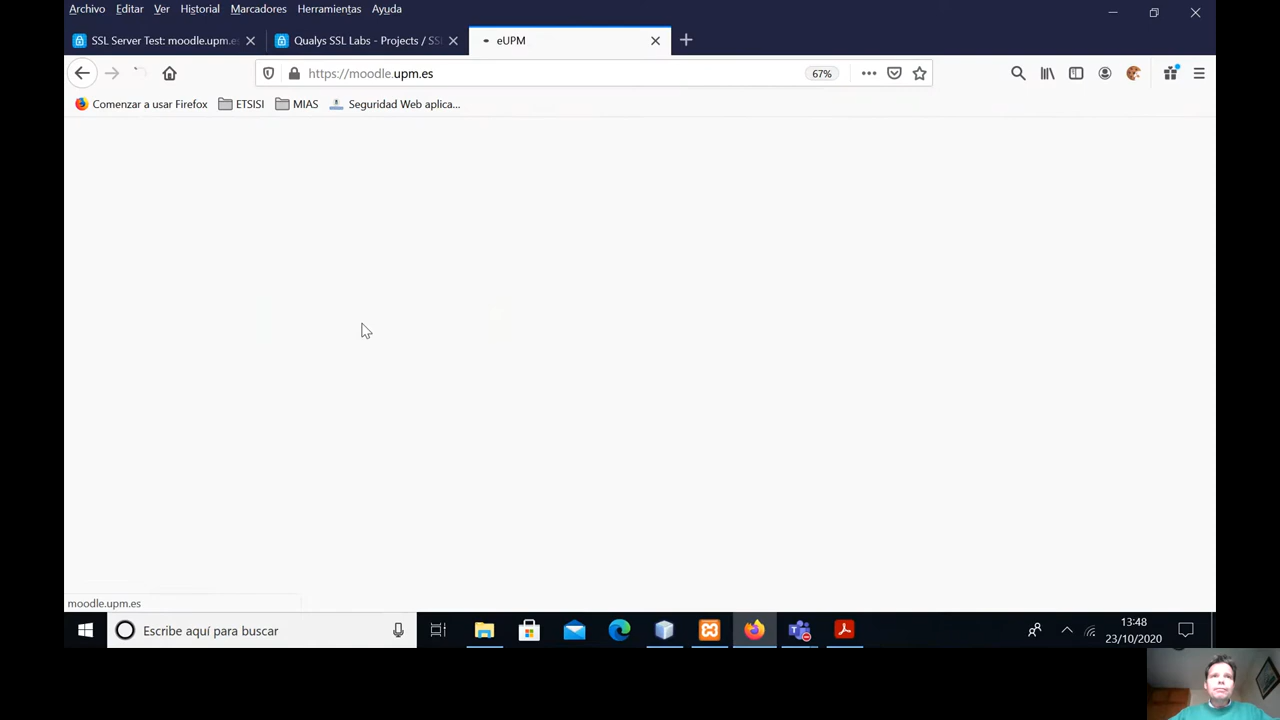 Archivo Editar Ver Historial Marcadores Herramientas Ayuda
SSL Server Test: moodle.upm.e
Qualys SSL Labs - Projects / SS
eUPM
https://moodle.upm.es
67%
Comenzar a usar Firefox ETSISI MIAS Seguridad Web aplica...
moodle.upm.es
Escribe aquí para buscar
13:48
23/10/2020